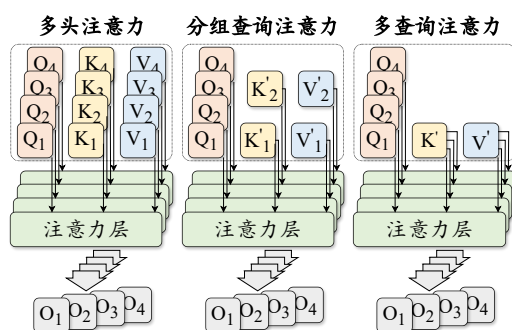 多头注意力 分组查询注意力 多查询注意力
Q4 K4 V4 Q4 Q4
Q3 K3 V3 Q3 K'2 V'2 Q3
Q2 K2 V2 Q2 Q2
Q1 K1 V1 Q1 K'1 V'1 Q1 K' V'
注意力层 注意力层 注意力层
O1 O2 O3 O4 O1 O2 O3 O4 O1 O2 O3 O4